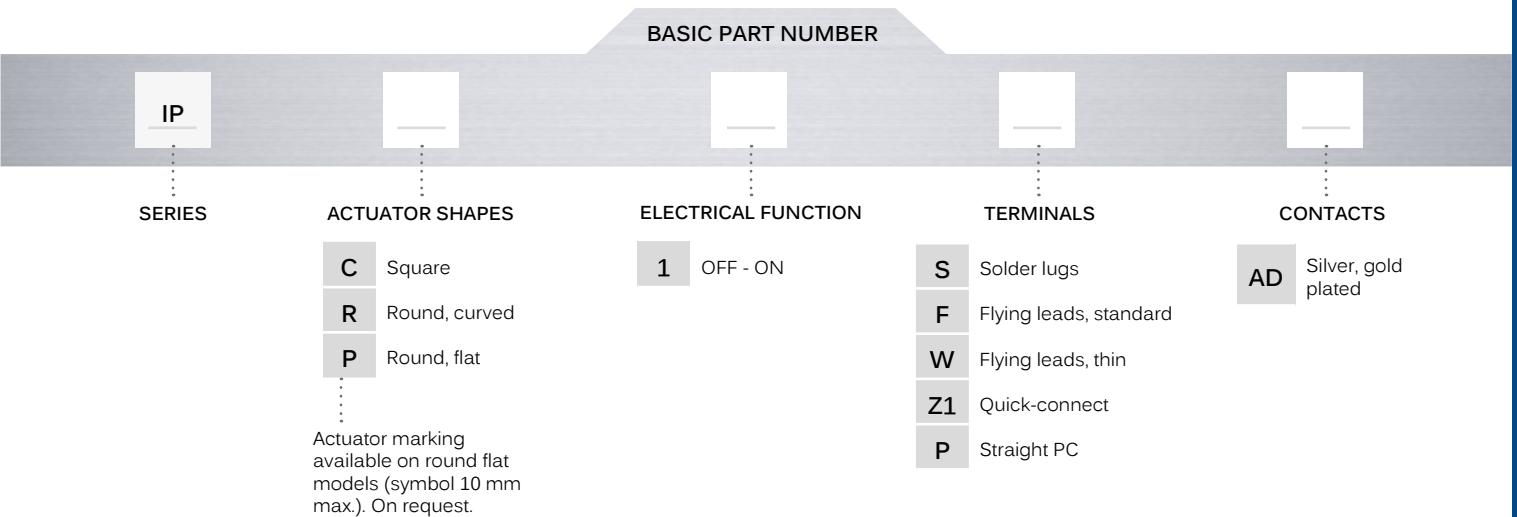 BASIC PART NUMBER
IP
SERIES
ACTUATOR SHAPES
C Square
R Round, curved
P Round, flat
Actuator marking
available on round flat
models (symbol 10 mm
max.). On request.
ELECTRICAL FUNCTION
1 OFF - ON
TERMINALS
S Solder lugs
F Flying leads, standard
W Flying leads, thin
Z1 Quick-connect
P Straight PC
CONTACTS
AD Silver, gold
plated